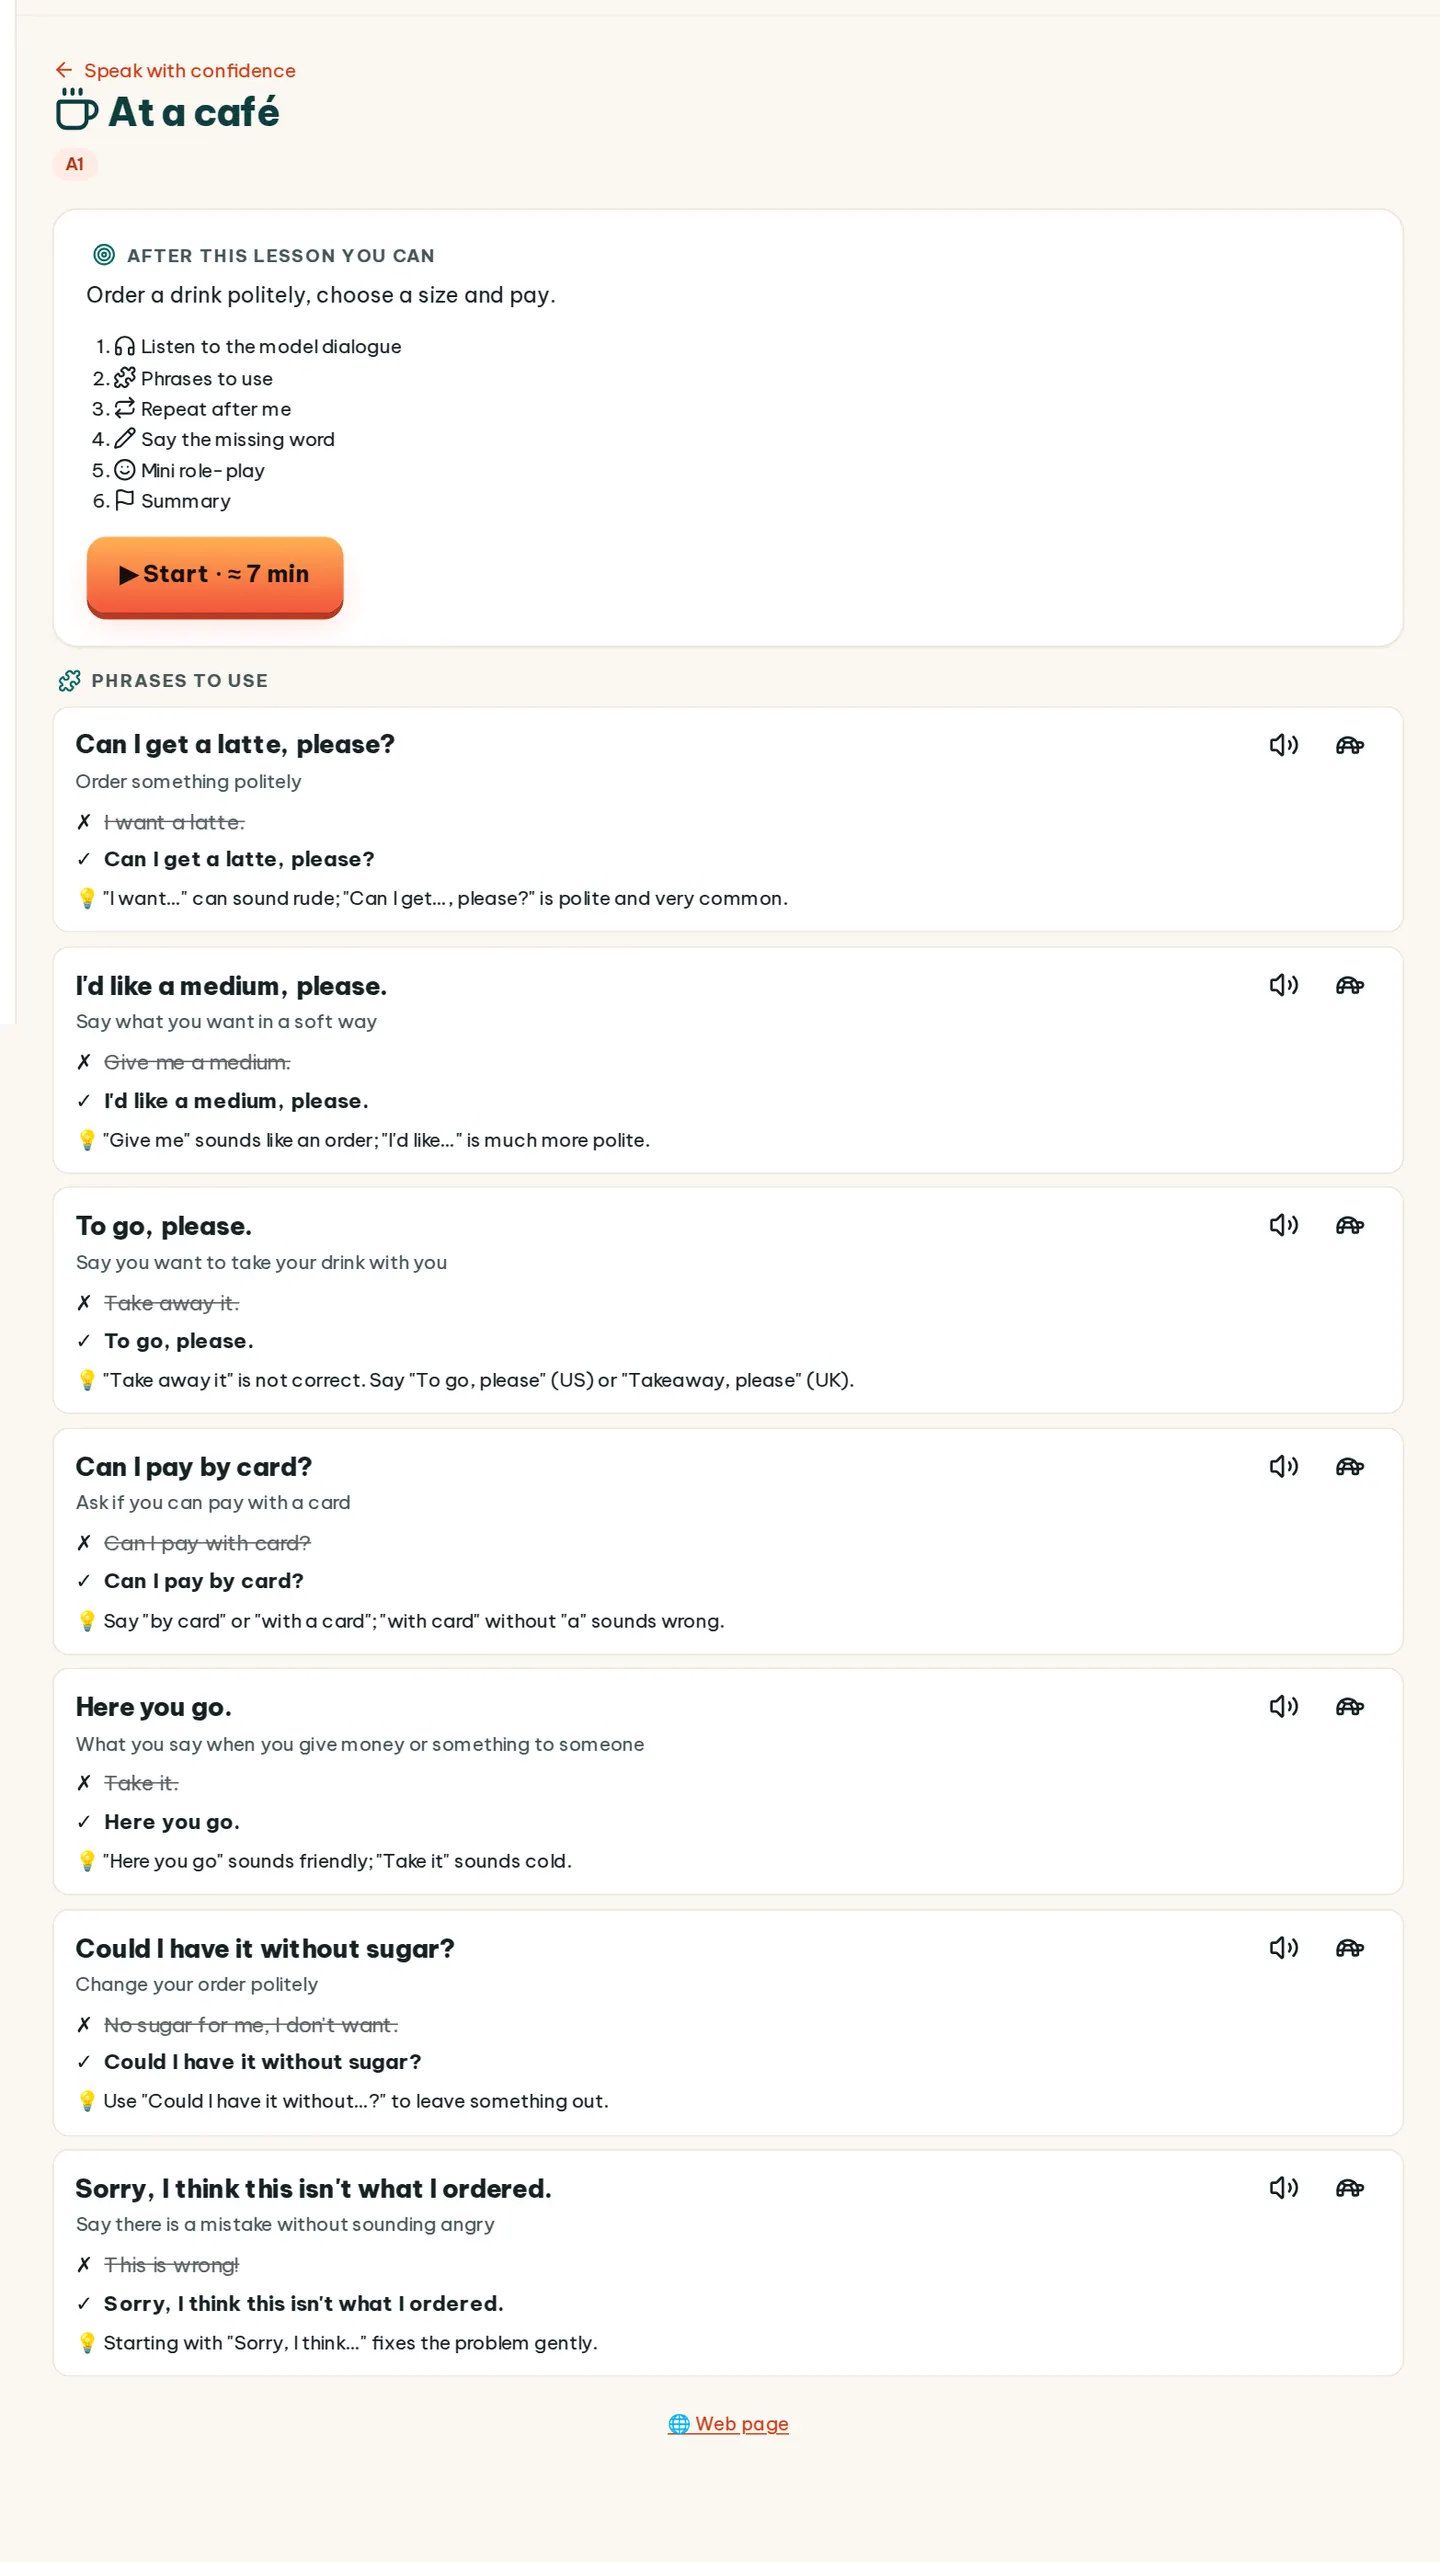 ← Speak with confidence
At a café
A1
AFTER THIS LESSON YOU CAN
Order a drink politely, choose a size and pay.
1. Listen to the model dialogue
2. Phrases to use
3. Repeat after me
4. Say the missing word
5. Mini role-play
6. Summary
▶ Start · ≈ 7 min
PHRASES TO USE
Can I get a latte, please?
Order something politely
✗ I want a latte.
✓ Can I get a latte, please?
💡 "I want…" can sound rude; "Can I get…, please?" is polite and very common.
I'd like a medium, please.
Say what you want in a soft way
✗ Give me a medium.
✓ I'd like a medium, please.
💡 "Give me" sounds like an order; "I'd like…" is much more polite.
To go, please.
Say you want to take your drink with you
✗ Take away it.
✓ To go, please.
💡 "Take away it" is not correct. Say "To go, please" (US) or "Takeaway, please" (UK).
Can I pay by card?
Ask if you can pay with a card
✗ Can I pay with card?
✓ Can I pay by card?
💡 Say "by card" or "with a card"; "with card" without "a" sounds wrong.
Here you go.
What you say when you give money or something to someone
✗ Take it.
✓ Here you go.
💡 "Here you go" sounds friendly; "Take it" sounds cold.
Could I have it without sugar?
Change your order politely
✗ No sugar for me, I don't want.
✓ Could I have it without sugar?
💡 Use "Could I have it without…?" to leave something out.
Sorry, I think this isn't what I ordered.
Say there is a mistake without sounding angry
✗ This is wrong!
✓ Sorry, I think this isn't what I ordered.
💡 Starting with "Sorry, I think…" fixes the problem gently.
🌐 Web page